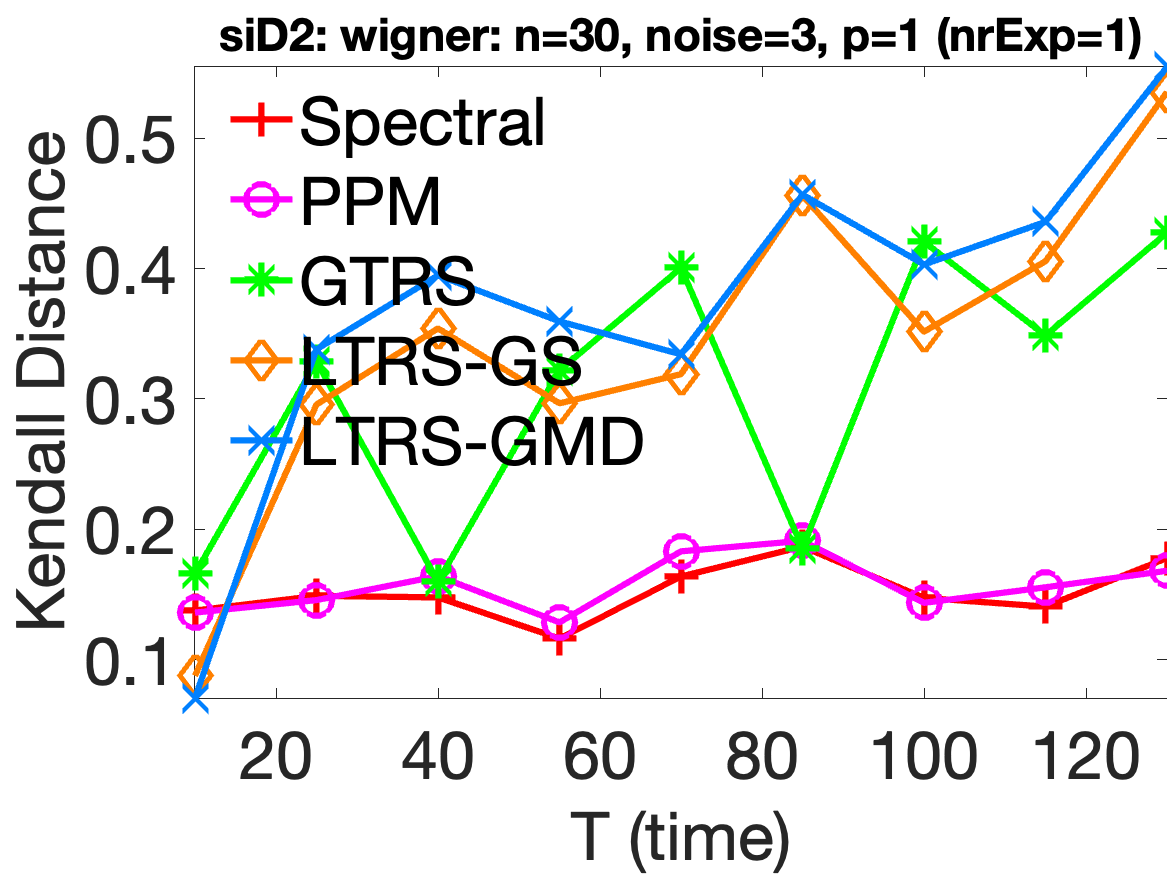 siD2: wigner: n=30, noise=3, p=1 (nrExp=1)
Spectral
PPM
GTRS
LTRS-GS
LTRS-GMD
Kendall Distance
0.5
0.4
0.3
0.2
0.1
20 40 60 80 100 120
T (time)